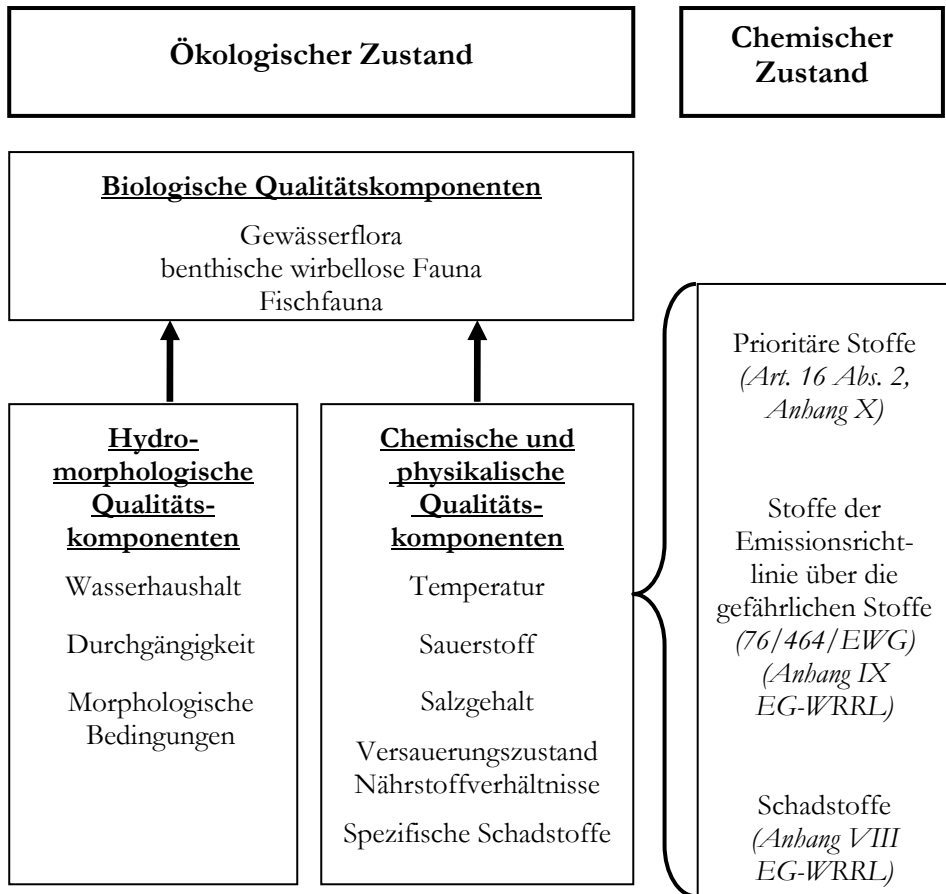 Ökologischer Zustand
Chemischer
Zustand
Biologische Qualitätskomponenten
Gewässerflora
benthische wirbellose Fauna
Fischfauna
Hydro-
morphologische
Qualitäts-
komponenten
Wasserhaushalt
Durchgängigkeit
Morphologische
Bedingungen
Chemische und
physikalische
Qualitäts-
komponenten
Temperatur
Sauerstoff
Salzgehalt
Versauerungszustand
Nährstoffverhältnisse
Spezifische Schadstoffe
Prioritäre Stoffe
(Art. 16 Abs. 2,
Anhang X)
Stoffe der
Emissionsricht-
linie über die
gefährlichen Stoffe
(76/464/EWG)
(Anhang IX
EG-WRRL)
Schadstoffe
(Anhang VIII
EG-WRRL)